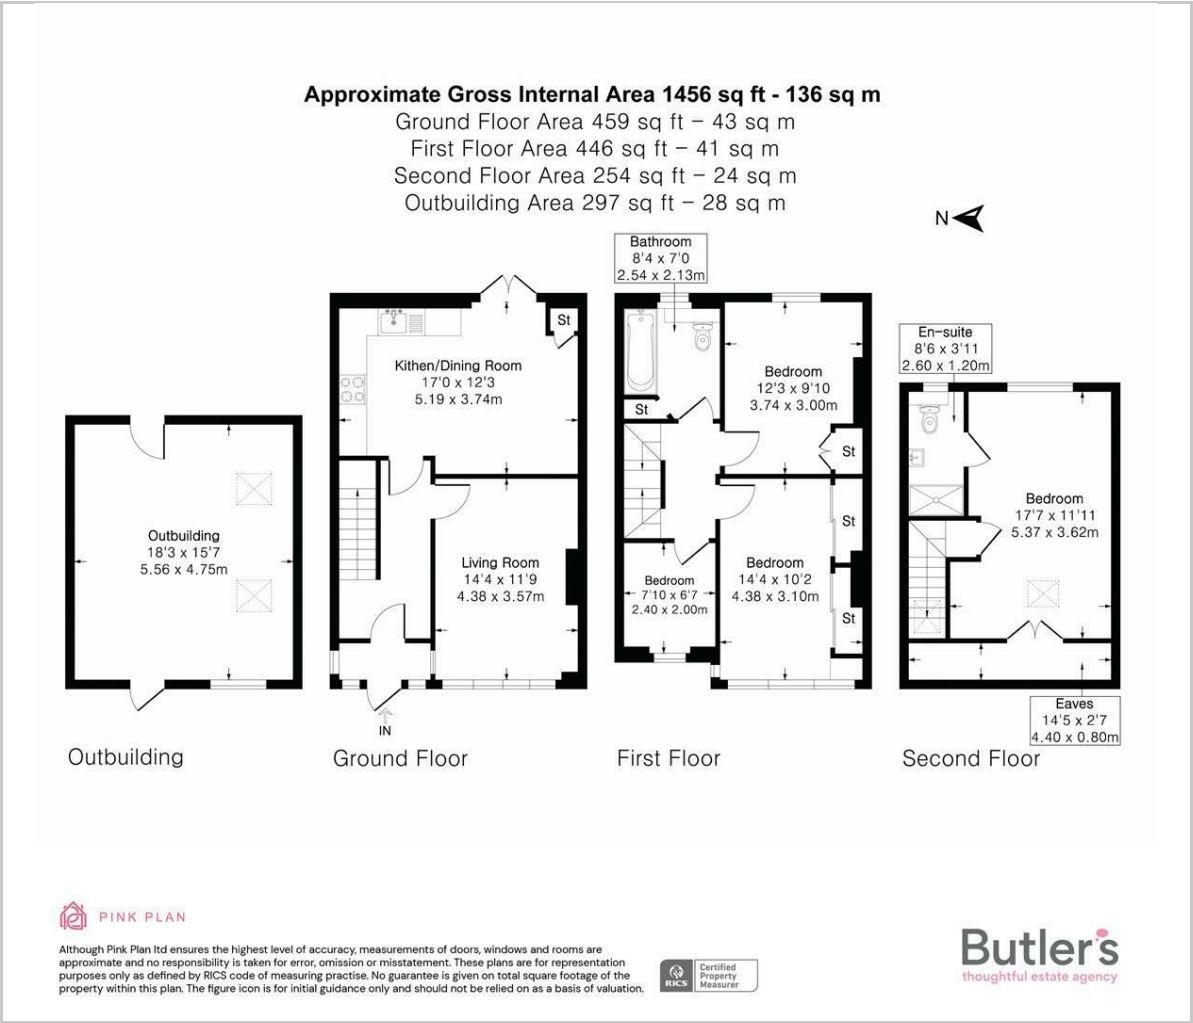 Approximate Gross Internal Area 1456 sq ft - 136 sq m
Ground Floor Area 459 sq ft – 43 sq m
First Floor Area 446 sq ft – 41 sq m
Second Floor Area 254 sq ft – 24 sq m
Outbuilding Area 297 sq ft – 28 sq m
N
Outbuilding
18'3 x 15'7
5.56 x 4.75m
Outbuilding
Kithen/Dining Room
17'0 x 12'3
5.19 x 3.74m
St
Living Room
14'4 x 11'9
4.38 x 3.57m
IN
Ground Floor
Bathroom
8'4 x 7'0
2.54 x 2.13m
St
Bedroom
12'3 x 9'10
3.74 x 3.00m
St
St
Bedroom
7'10 x 6'7
2.40 x 2.00m
Bedroom
14'4 x 10'2
4.38 x 3.10m
St
First Floor
En-suite
8'6 x 3'11
2.60 x 1.20m
Bedroom
17'7 x 11'11
5.37 x 3.62m
Eaves
14'5 x 2'7
4.40 x 0.80m
Second Floor
PINK PLAN
Although Pink Plan ltd ensures the highest level of accuracy, measurements of doors, windows and rooms are
approximate and no responsibility is taken for error, omission or misstatement. These plans are for representation
purposes only as defined by RICS code of measuring practise. No guarantee is given on total square footage of the
property within this plan. The figure icon is for initial guidance only and should not be relied on as a basis of valuation.
RICS
Certified
Property
Measurer
Butler's
thoughtful estate agency